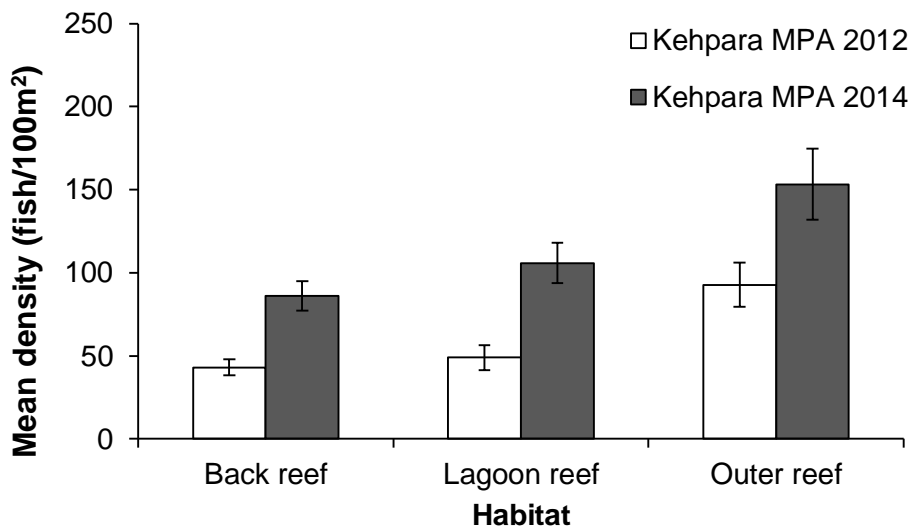 250
200
150
100
50
0
Mean density (fish/100m²)
Kehpara MPA 2012
Kehpara MPA 2014
Back reef Lagoon reef Outer reef
Habitat